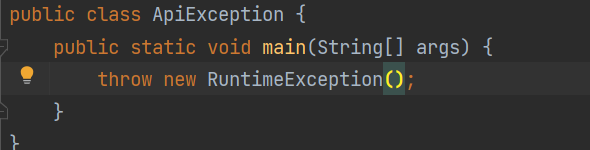 public class ApiException {
    public static void main(String[] args) {
        throw new RuntimeException();
    }
}